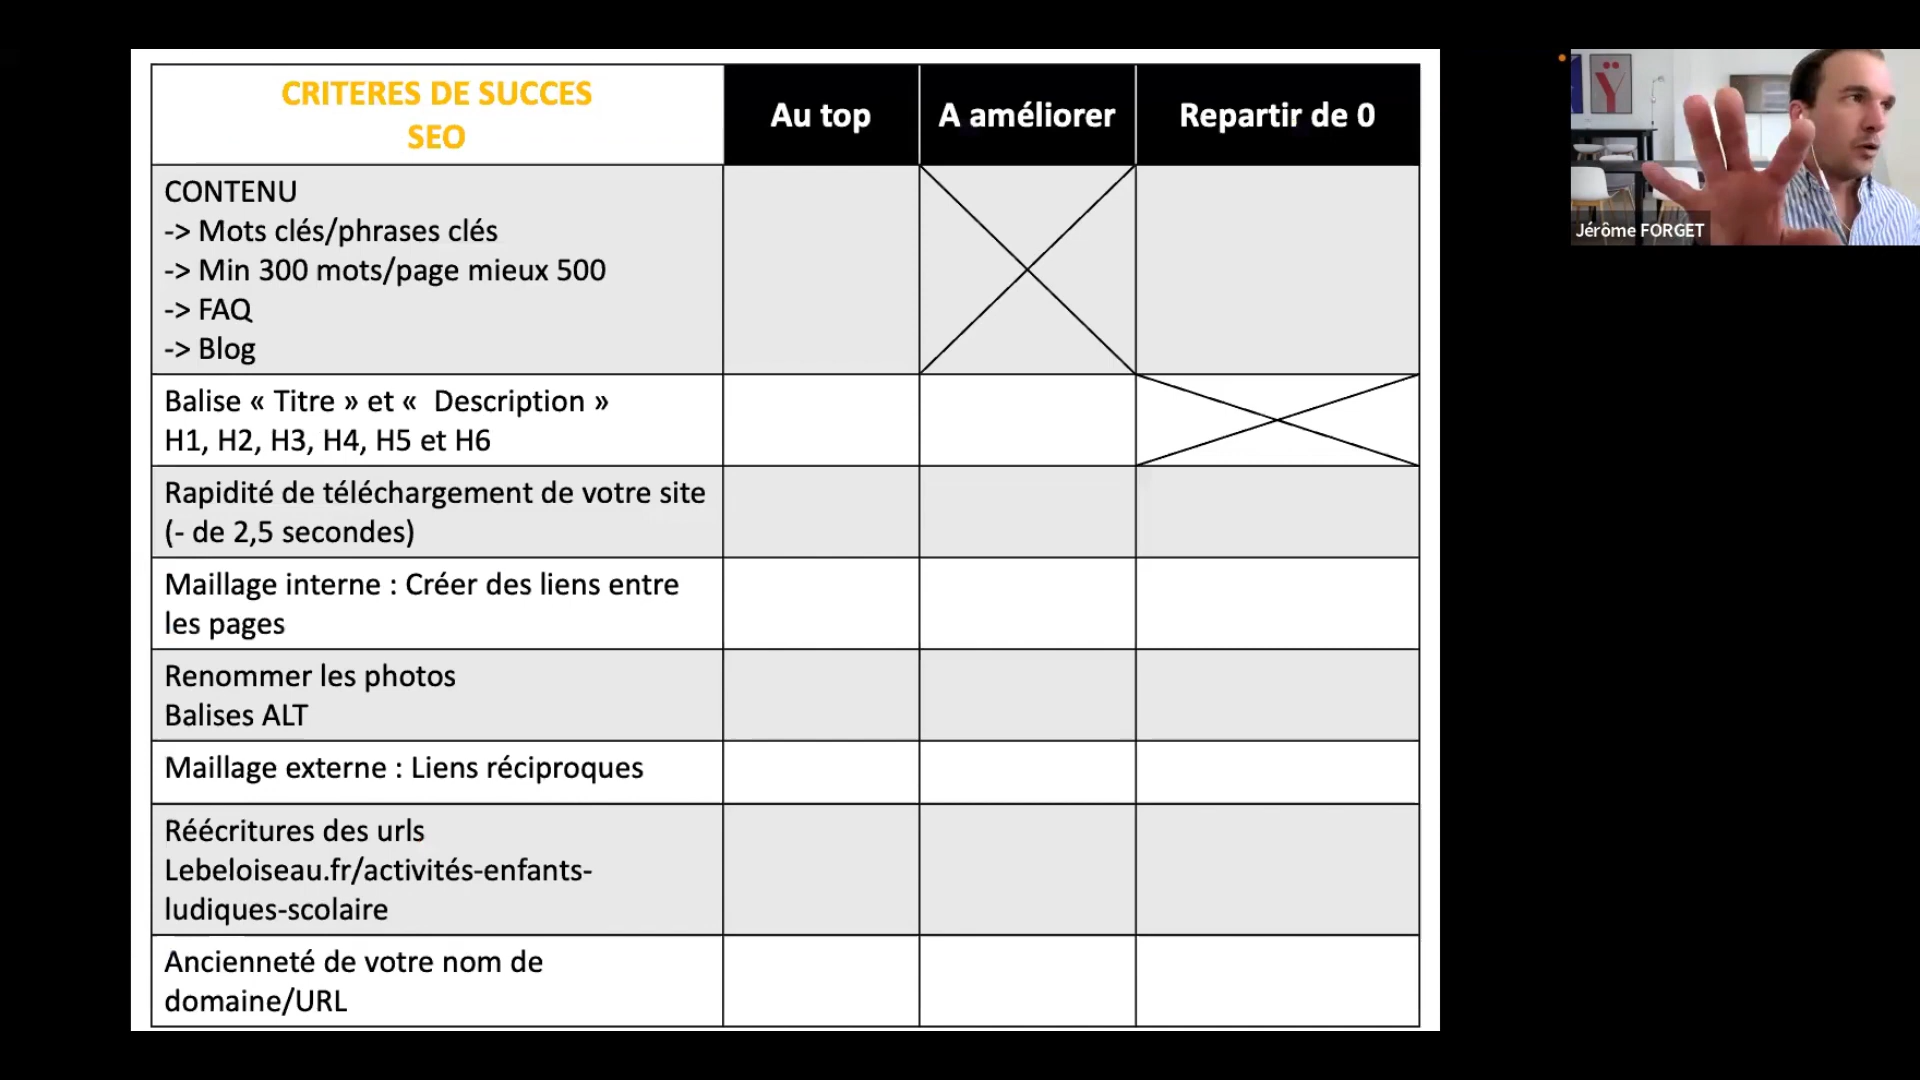 CRITERES DE SUCCES
SEO
Au top
A améliorer
Repartir de 0
CONTENU
-> Mots clés/phrases clés
-> Min 300 mots/page mieux 500
-> FAQ
-> Blog
Balise « Titre » et «  Description »
H1, H2, H3, H4, H5 et H6
Rapidité de téléchargement de votre site
(- de 2,5 secondes)
Maillage interne : Créer des liens entre
les pages
Renommer les photos
Balises ALT
Maillage externe : Liens réciproques
Réécritures des urls
Lebeloiseau.fr/activités-enfants-
ludiques-scolaire
Ancienneté de votre nom de
domaine/URL
Ï
Jérôme FORGET